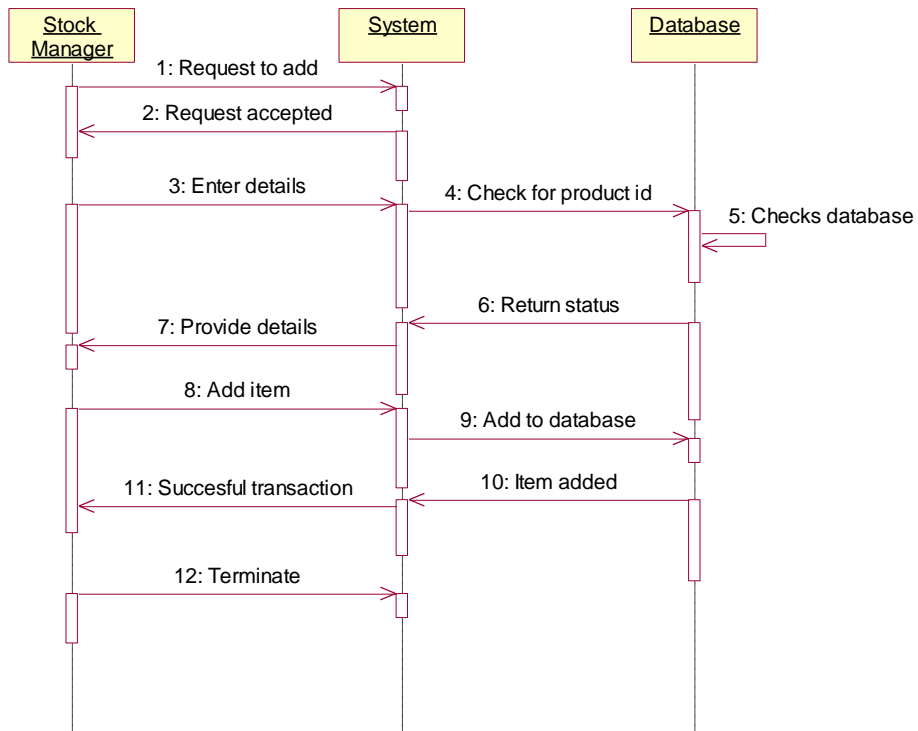 Stock
Manager
System
Database
1: Request to add
2: Request accepted
3: Enter details
4: Check for product id
5: Checks database
6: Return status
7: Provide details
8: Add item
9: Add to database
10: Item added
11: Succesful transaction
12: Terminate